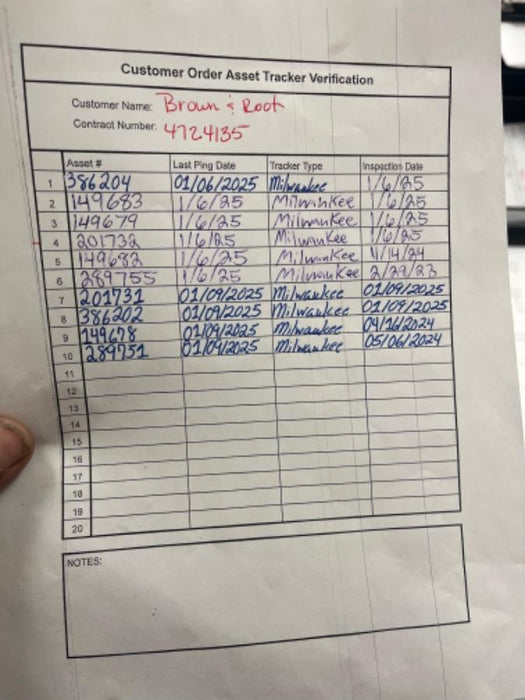 Customer Order Asset Tracker Verification
Customer Name: Brown & Root
Contract Number: 4724135
Asset # Last Ping Date Tracker Type Inspection Date
1 386204 01/06/2025 Milwaukee 1/6/25
2 149683 1/6/25 Milwaukee 1/6/25
3 149679 1/6/25 Milwaukee 1/6/25
4 201732 1/6/25 Milwaukee 1/6/25
5 149682 1/6/25 Milwaukee 11/14/24
6 289755 1/6/25 Milwaukee 2/29/23
7 201731 01/09/2025 Milwaukee 01/09/2025
8 386202 01/09/2025 Milwaukee 01/09/2025
9 149678 01/09/2025 Milwaukee 2024
10 289751 01/09/2025 Milwaukee 05/06/2024
11
12
13
14
15
16
17
18
19
20
NOTES: